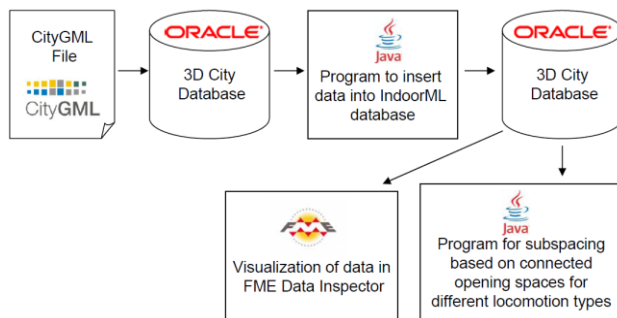 CityGML
File
CityGML
ORACLE®
3D City
Database
Java
Program to insert
data into IndoorML
database
ORACLE®
3D City
Database
FME
Visualization of data in
FME Data Inspector
Java
Program for subspacing
based on connected
opening spaces for
different locomotion types